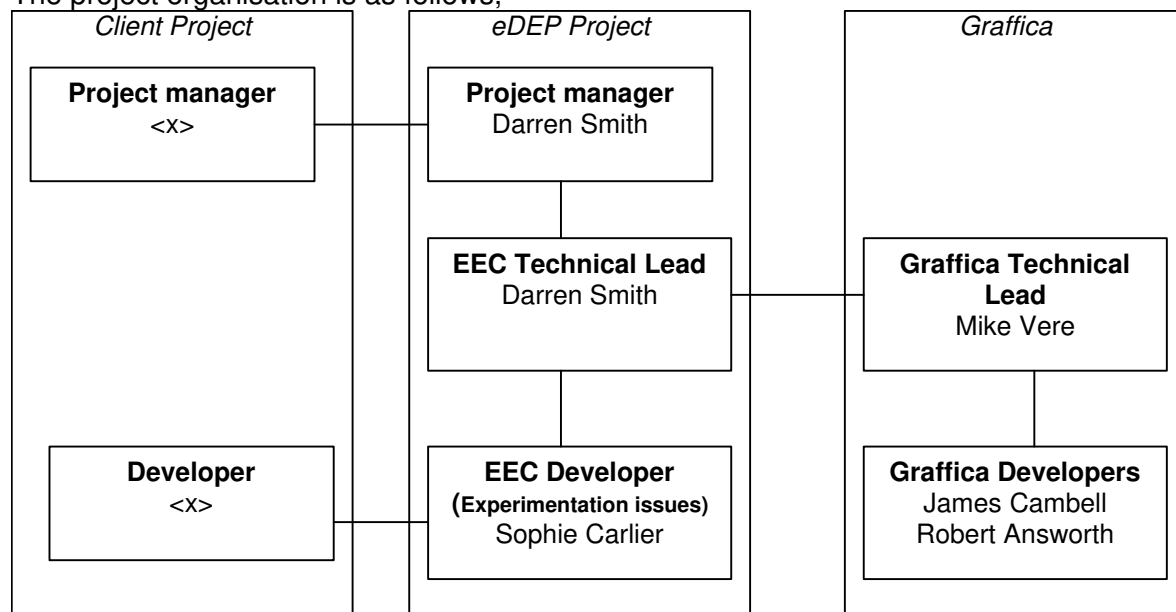 The project organisation is as follows;
Client Project
eDEP Project
Graffica
Project manager
<x>
Project manager
Darren Smith
EEC Technical Lead
Darren Smith
Graffica Technical
Lead
Mike Vere
Developer
<x>
EEC Developer
(Experimentation issues)
Sophie Carlier
Graffica Developers
James Cambell
Robert Answorth